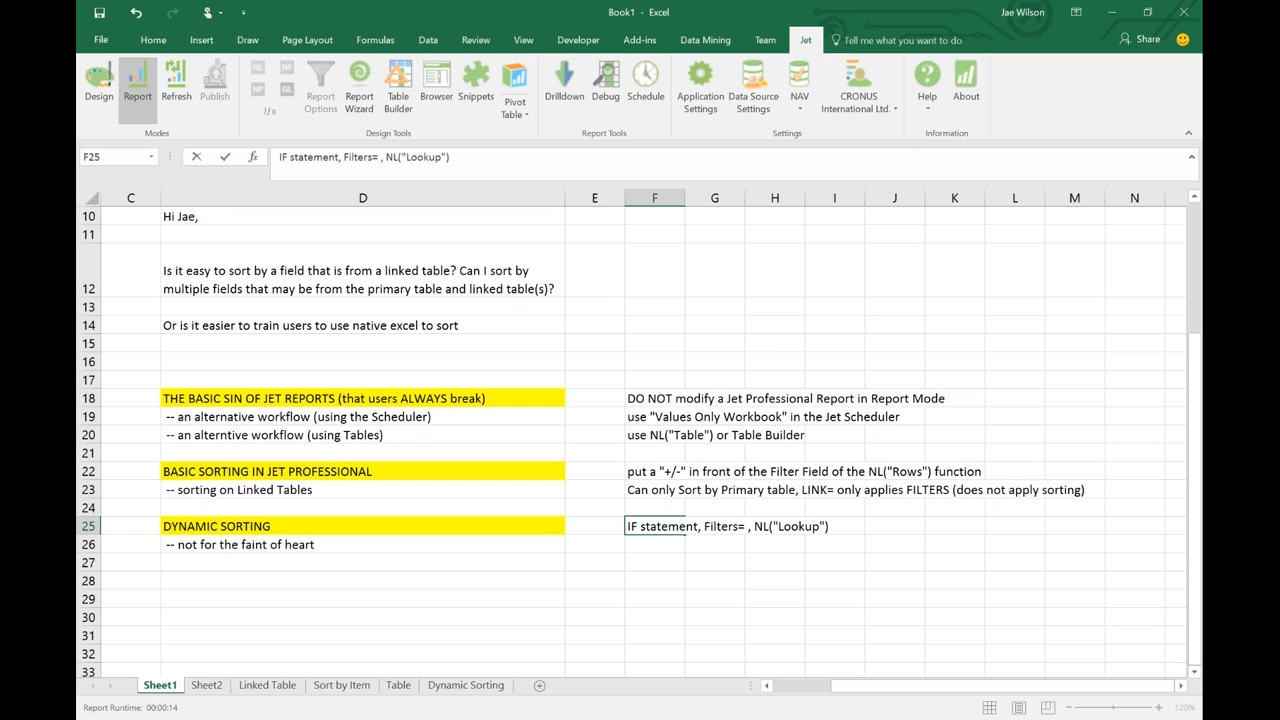 Book1 - Excel
Jae Wilson
File Home Insert Draw Page Layout Formulas Data Review View Developer Add-ins Data Mining Team Jet Tell me what you want to do Share
Design Report Refresh Publish
Modes
NL NF
NP GL
ƒx
Report Options Report Wizard Table Builder Browser Snippets Pivot Table
Design Tools
Drilldown Debug Schedule
Report Tools
Application Settings Data Source Settings NAV CRONUS International Ltd.
Settings
Help About
Information
F25 fx IF statement, Filters= , NL("Lookup")
C D E F G H I J K L M N
10 Hi Jae,
11
12 Is it easy to sort by a field that is from a linked table? Can I sort by
multiple fields that may be from the primary table and linked table(s)?
13
14 Or is it easier to train users to use native excel to sort
15
16
17
18 THE BASIC SIN OF JET REPORTS (that users ALWAYS break) DO NOT modify a Jet Professional Report in Report Mode
19 -- an alternative workflow (using the Scheduler) use "Values Only Workbook" in the Jet Scheduler
20 -- an alterntive workflow (using Tables) use NL("Table") or Table Builder
21
22 BASIC SORTING IN JET PROFESSIONAL put a "+/-" in front of the Filter Field of the NL("Rows") function
23 -- sorting on Linked Tables Can only Sort by Primary table, LINK= only applies FILTERS (does not apply sorting)
24
25 DYNAMIC SORTING IF statement, Filters= , NL("Lookup")
26 -- not for the faint of heart
27
28
29
30
31
32
33
Sheet1 Sheet2 Linked Table Sort by Item Table Dynamic Sorting
Report Runtime: 00:00:14 120%